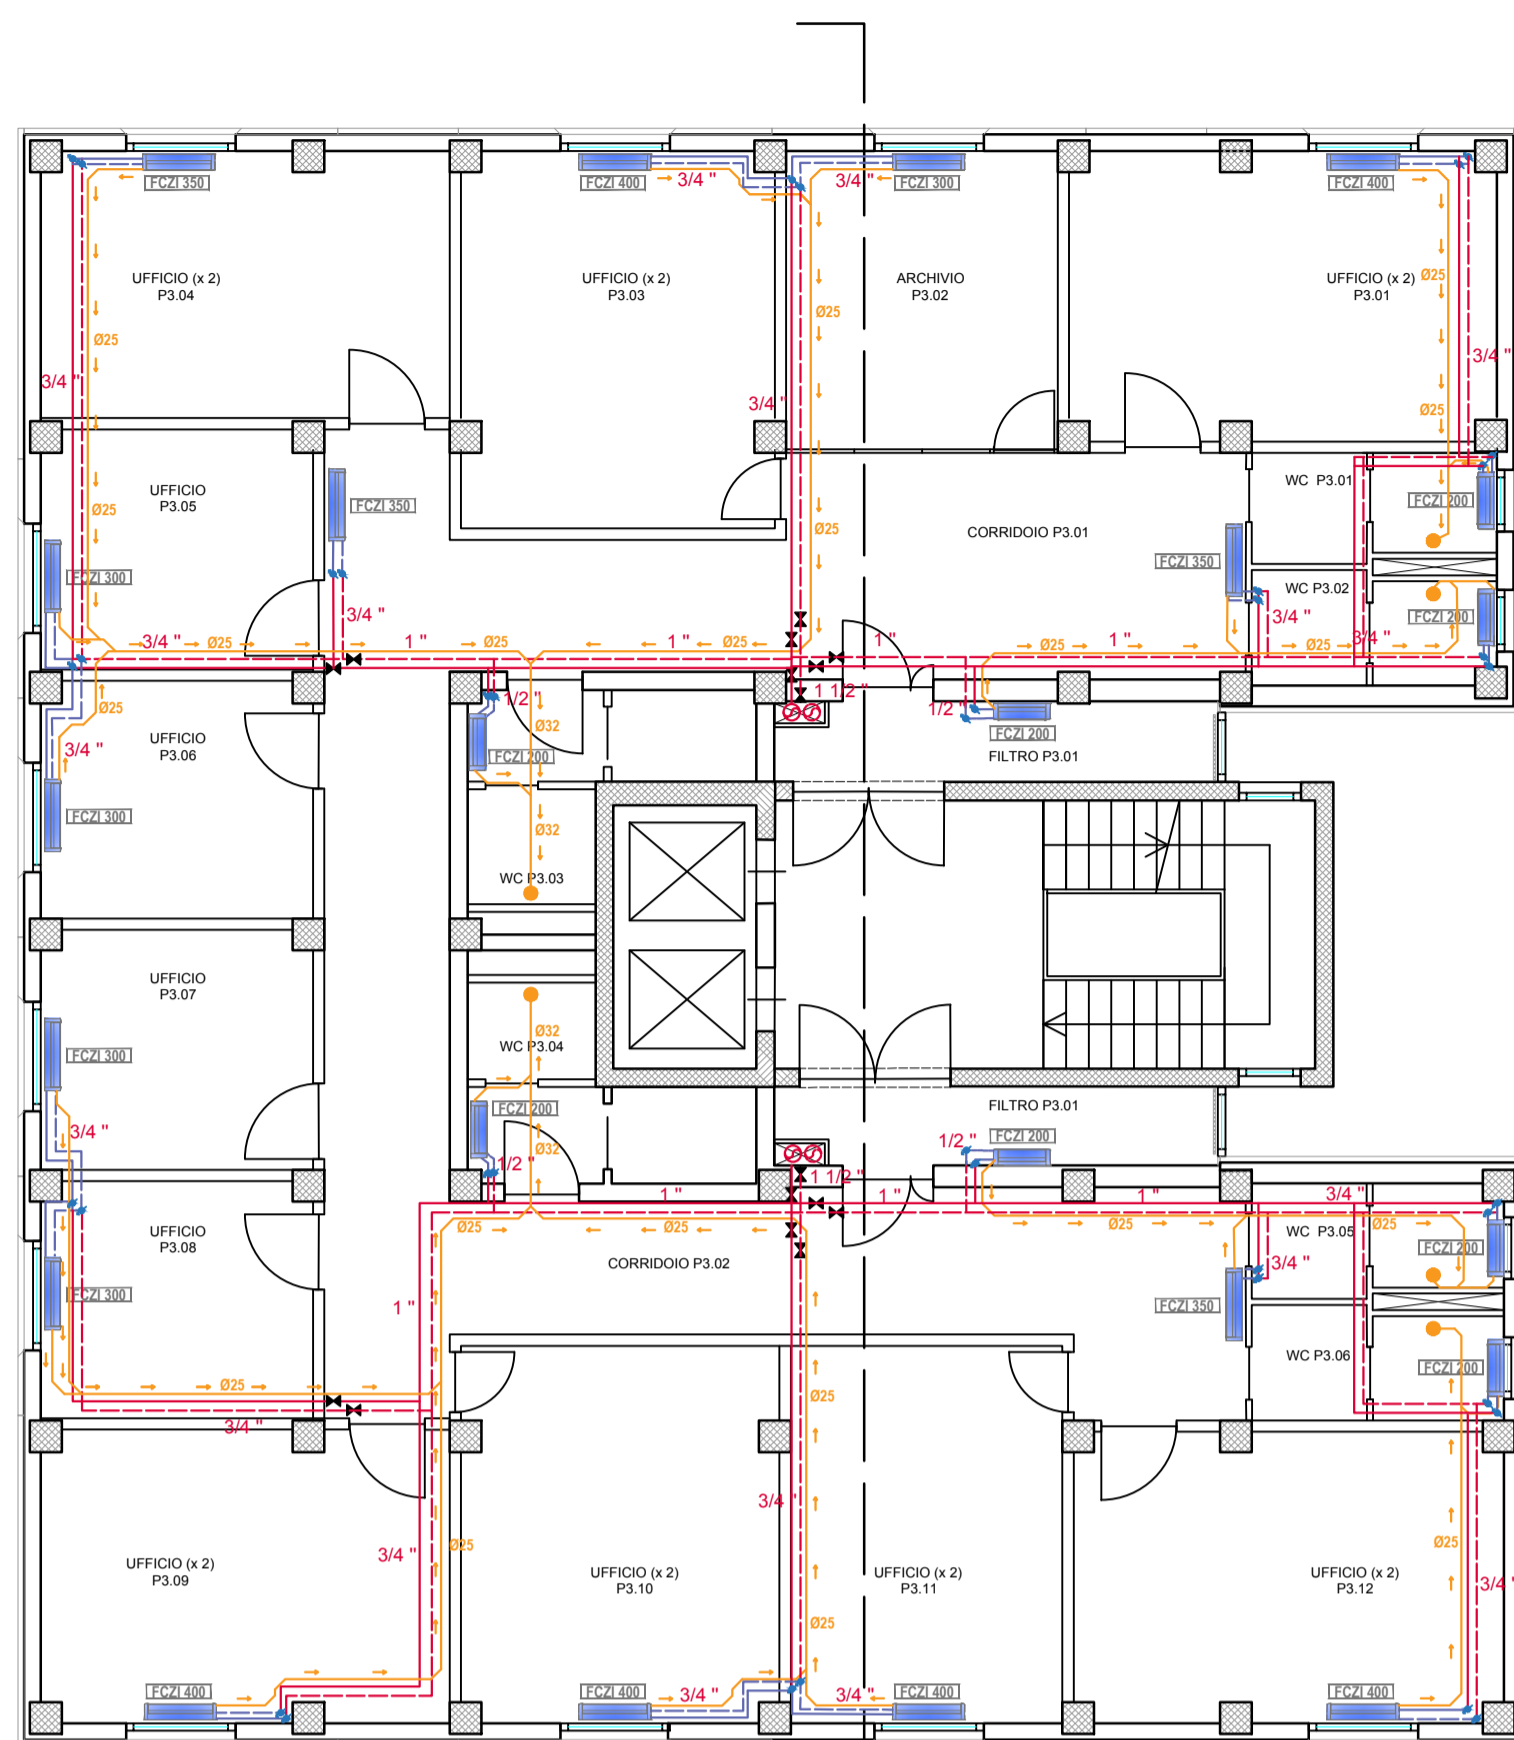 FCZI 350
FCZI 400
3/4 "
3/4 "
FCZI 300
FCZI 400
UFFICIO (x 2)
P3.04
UFFICIO (x 2)
P3.03
ARCHIVIO
P3.02
UFFICIO (x 2)
P3.01
Ø25
Ø25
Ø25
3/4 "
3/4 "
3/4 "
Ø25
UFFICIO
P3.05
FCZI 350
Ø25
Ø25
CORRIDOIO P3.01
WC P3.01
FCZI 200
FCZI 300
FCZI 350
WC P3.02
FCZI 200
3/4 "
3/4 "
3/4 "
Ø25
1 "
Ø25
1 "
Ø25
1 "
Ø25
1 "
Ø25
3/4 "
Ø25
1/2 "
1 1/2 "
1/2 "
Ø32
FCZI 200
FCZI 200
FILTRO P3.01
UFFICIO
P3.06
3/4 "
FCZI 300
Ø32
WC P3.03
UFFICIO
P3.07
Ø32
WC P3.04
FCZI 300
FCZI 200
FILTRO P3.01
3/4 "
Ø32
1/2 "
FCZI 200
1/2 "
1 1/2 "
1 "
1 "
1 "
3/4 "
UFFICIO
P3.08
Ø25
Ø25
Ø25
WC P3.05
Ø25
FCZI 200
CORRIDOIO P3.02
3/4 "
FCZI 300
1 "
FCZI 350
WC P3.06
FCZI 200
Ø25
Ø25
3/4 "
3/4 "
3/4 "
Ø25
Ø25
UFFICIO (x 2)
P3.09
UFFICIO (x 2)
P3.10
UFFICIO (x 2)
P3.11
UFFICIO (x 2)
P3.12
3/4 "
Ø25
FCZI 400
FCZI 400
3/4 "
3/4 "
FCZI 400
FCZI 400